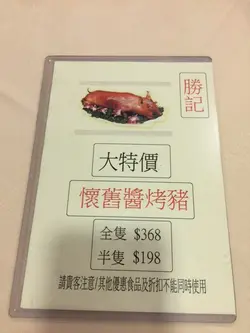 勝記
大特價
懷舊醬烤豬
全隻 $368
半隻 $198
請貴客注意/其他優惠食品及折扣不能同時使用